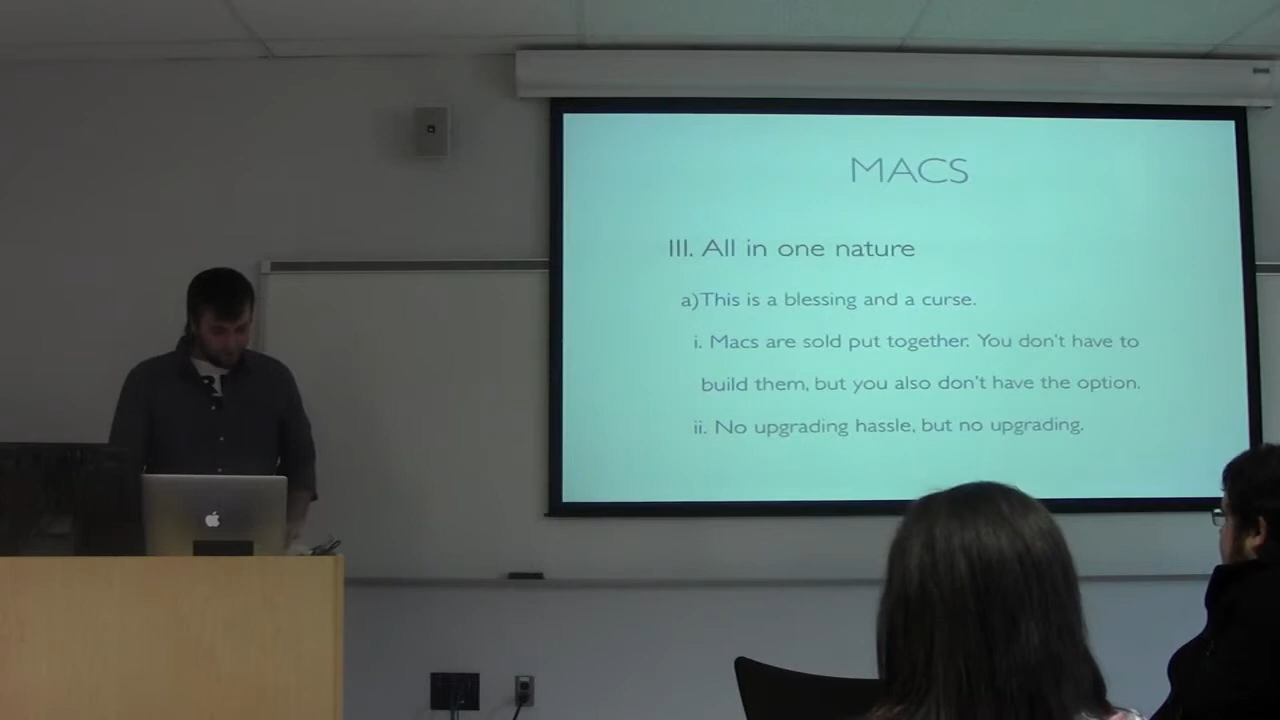 MACS
III. All in one nature
a)This is a blessing and a curse.
i. Macs are sold put together. You don't have to
build them, but you also don't have the option.
ii. No upgrading hassle, but no upgrading.